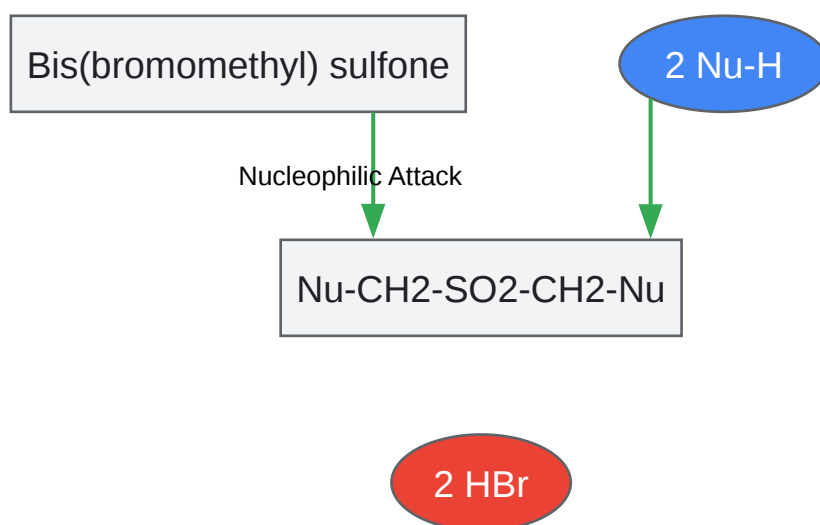 Bis(bromomethyl) sulfone
2 Nu-H
Nucleophilic Attack
Nu-CH2-SO2-CH2-Nu
2 HBr